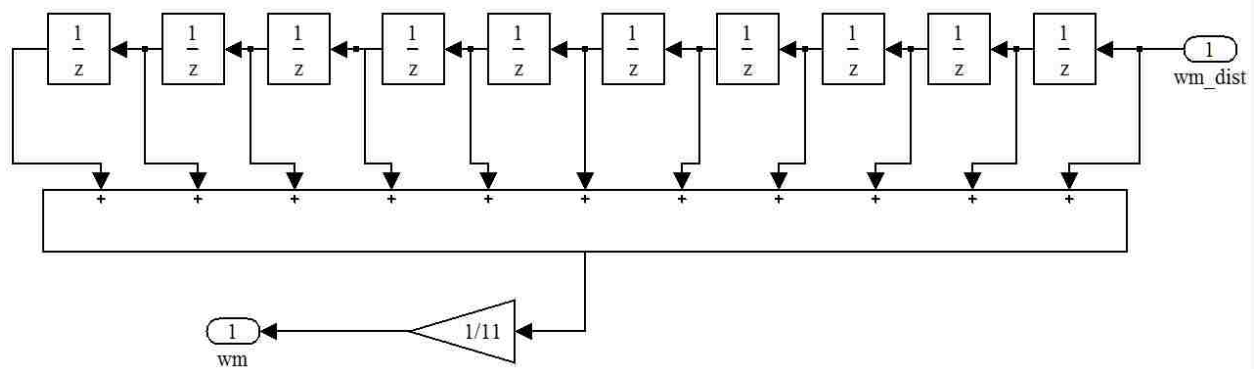 1 1 1 1 1 1 1 1 1 1
z z z z z z z z z z
1
wm_dist
+ + + + + + + + + + +
1/11
1
wm